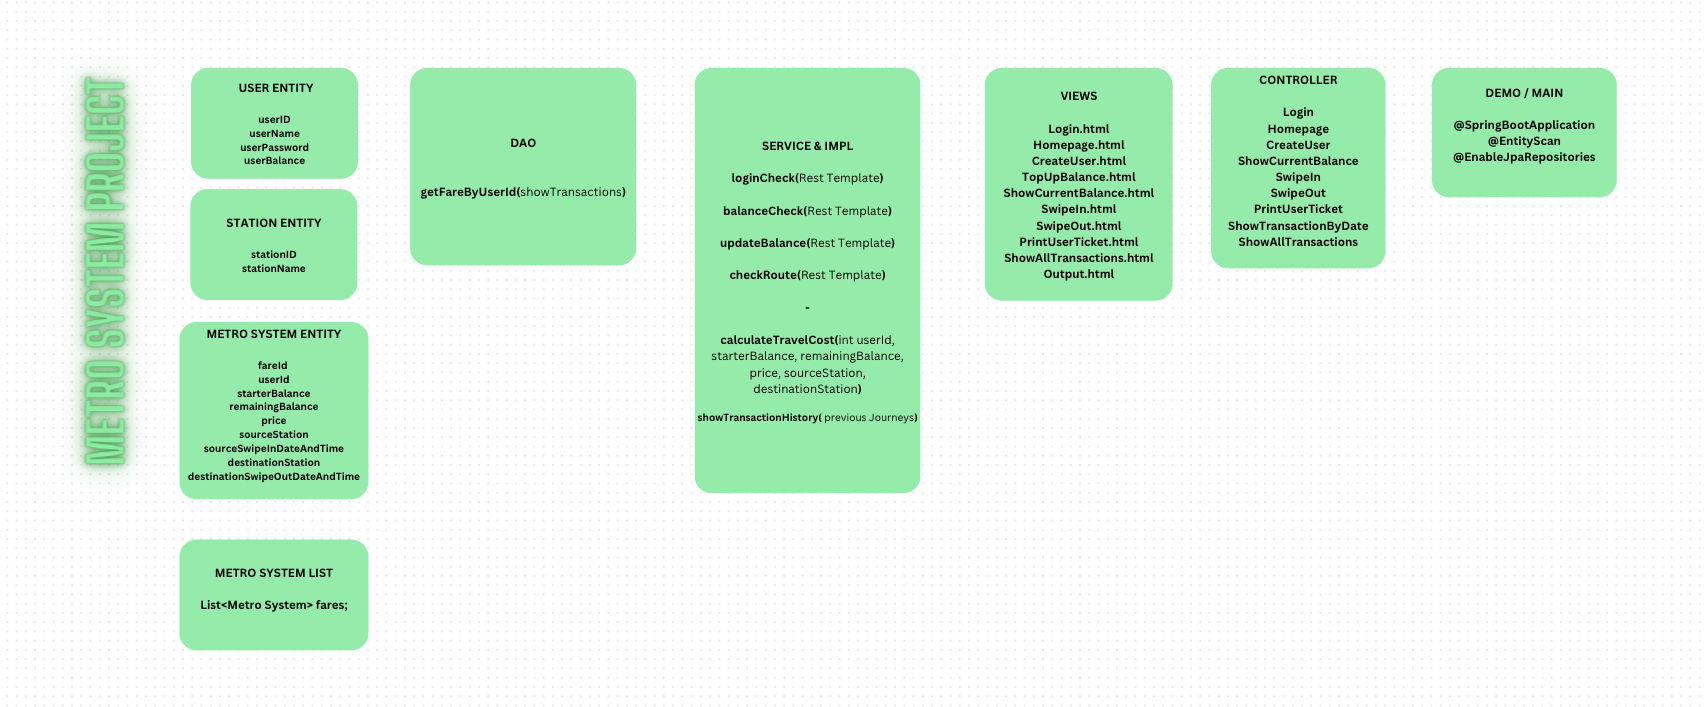 METRO SYSTEM PROJECT
USER ENTITY
userID
userName
userPassword
userBalance
STATION ENTITY
stationID
stationName
METRO SYSTEM ENTITY
fareId
userId
starterBalance
remainingBalance
price
sourceStation
sourceSwipeInDateAndTime
destinationStation
destinationSwipeOutDateAndTime
METRO SYSTEM LIST
List<Metro System> fares;
DAO
getFareByUserId(showTransactions)
SERVICE & IMPL
loginCheck(Rest Template)
balanceCheck(Rest Template)
updateBalance(Rest Template)
checkRoute(Rest Template)
-
calculateTravelCost(int userId,
starterBalance, remainingBalance,
price, sourceStation,
destinationStation)
showTransactionHistory( previous Journeys)
VIEWS
Login.html
Homepage.html
CreateUser.html
TopUpBalance.html
ShowCurrentBalance.html
SwipeIn.html
SwipeOut.html
PrintUserTicket.html
ShowAllTransactions.html
Output.html
CONTROLLER
Login
Homepage
CreateUser
ShowCurrentBalance
SwipeIn
SwipeOut
PrintUserTicket
ShowTransactionByDate
ShowAllTransactions
DEMO / MAIN
@SpringBootApplication
@EntityScan
@EnableJpaRepositories